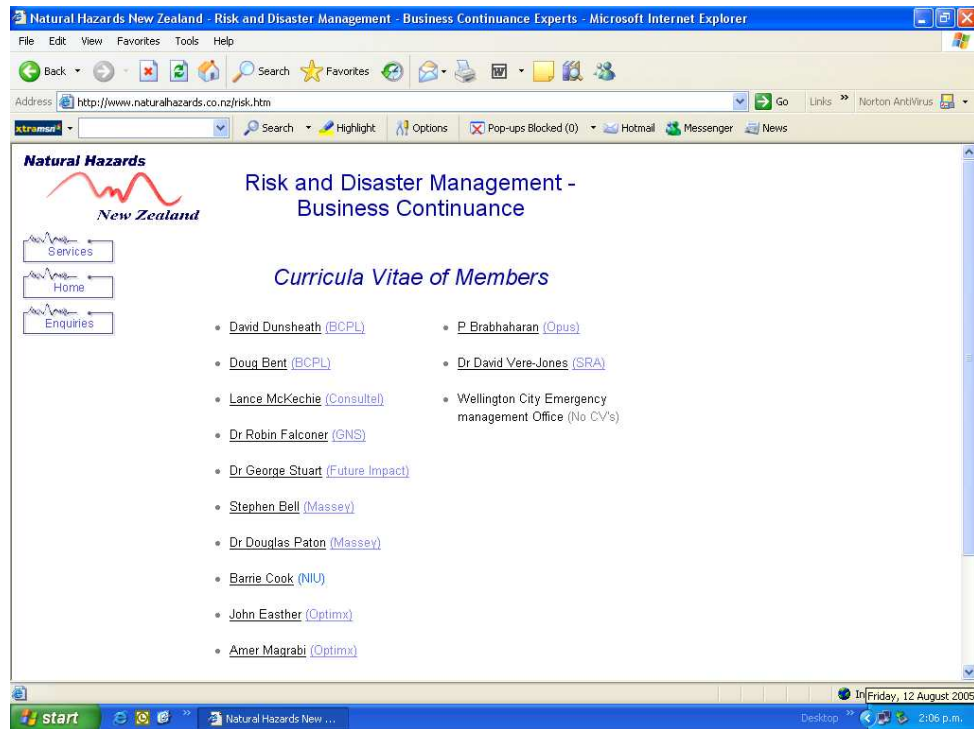 Natural Hazards New Zealand - Risk and Disaster Management - Business Continuance Experts - Microsoft Internet Explorer
File Edit View Favorites Tools Help
Back Search Favorites
Address http://www.naturalhazards.co.nz/risk.htm Go Links » Norton AntiVirus
xtramsn Search Highlight Options Pop-ups Blocked (0) Hotmail Messenger News
Natural Hazards
New Zealand
Risk and Disaster Management -
Business Continuance
Services
Home
Enquiries
Curricula Vitae of Members
David Dunsheath (BCPL)
Doug Bent (BCPL)
Lance McKechie (Consultel)
Dr Robin Falconer (GNS)
Dr George Stuart (Future Impact)
Stephen Bell (Massey)
Dr Douglas Paton (Massey)
Barrie Cook (NIU)
John Easther (Optimx)
Amer Magrabi (Optimx)
P Brabhaharan (Opus)
Dr David Vere-Jones (SRA)
Wellington City Emergency
management Office (No CV's)
In
Friday, 12 August 2005
start » Natural Hazards New ... Desktop » 2:06 p.m.